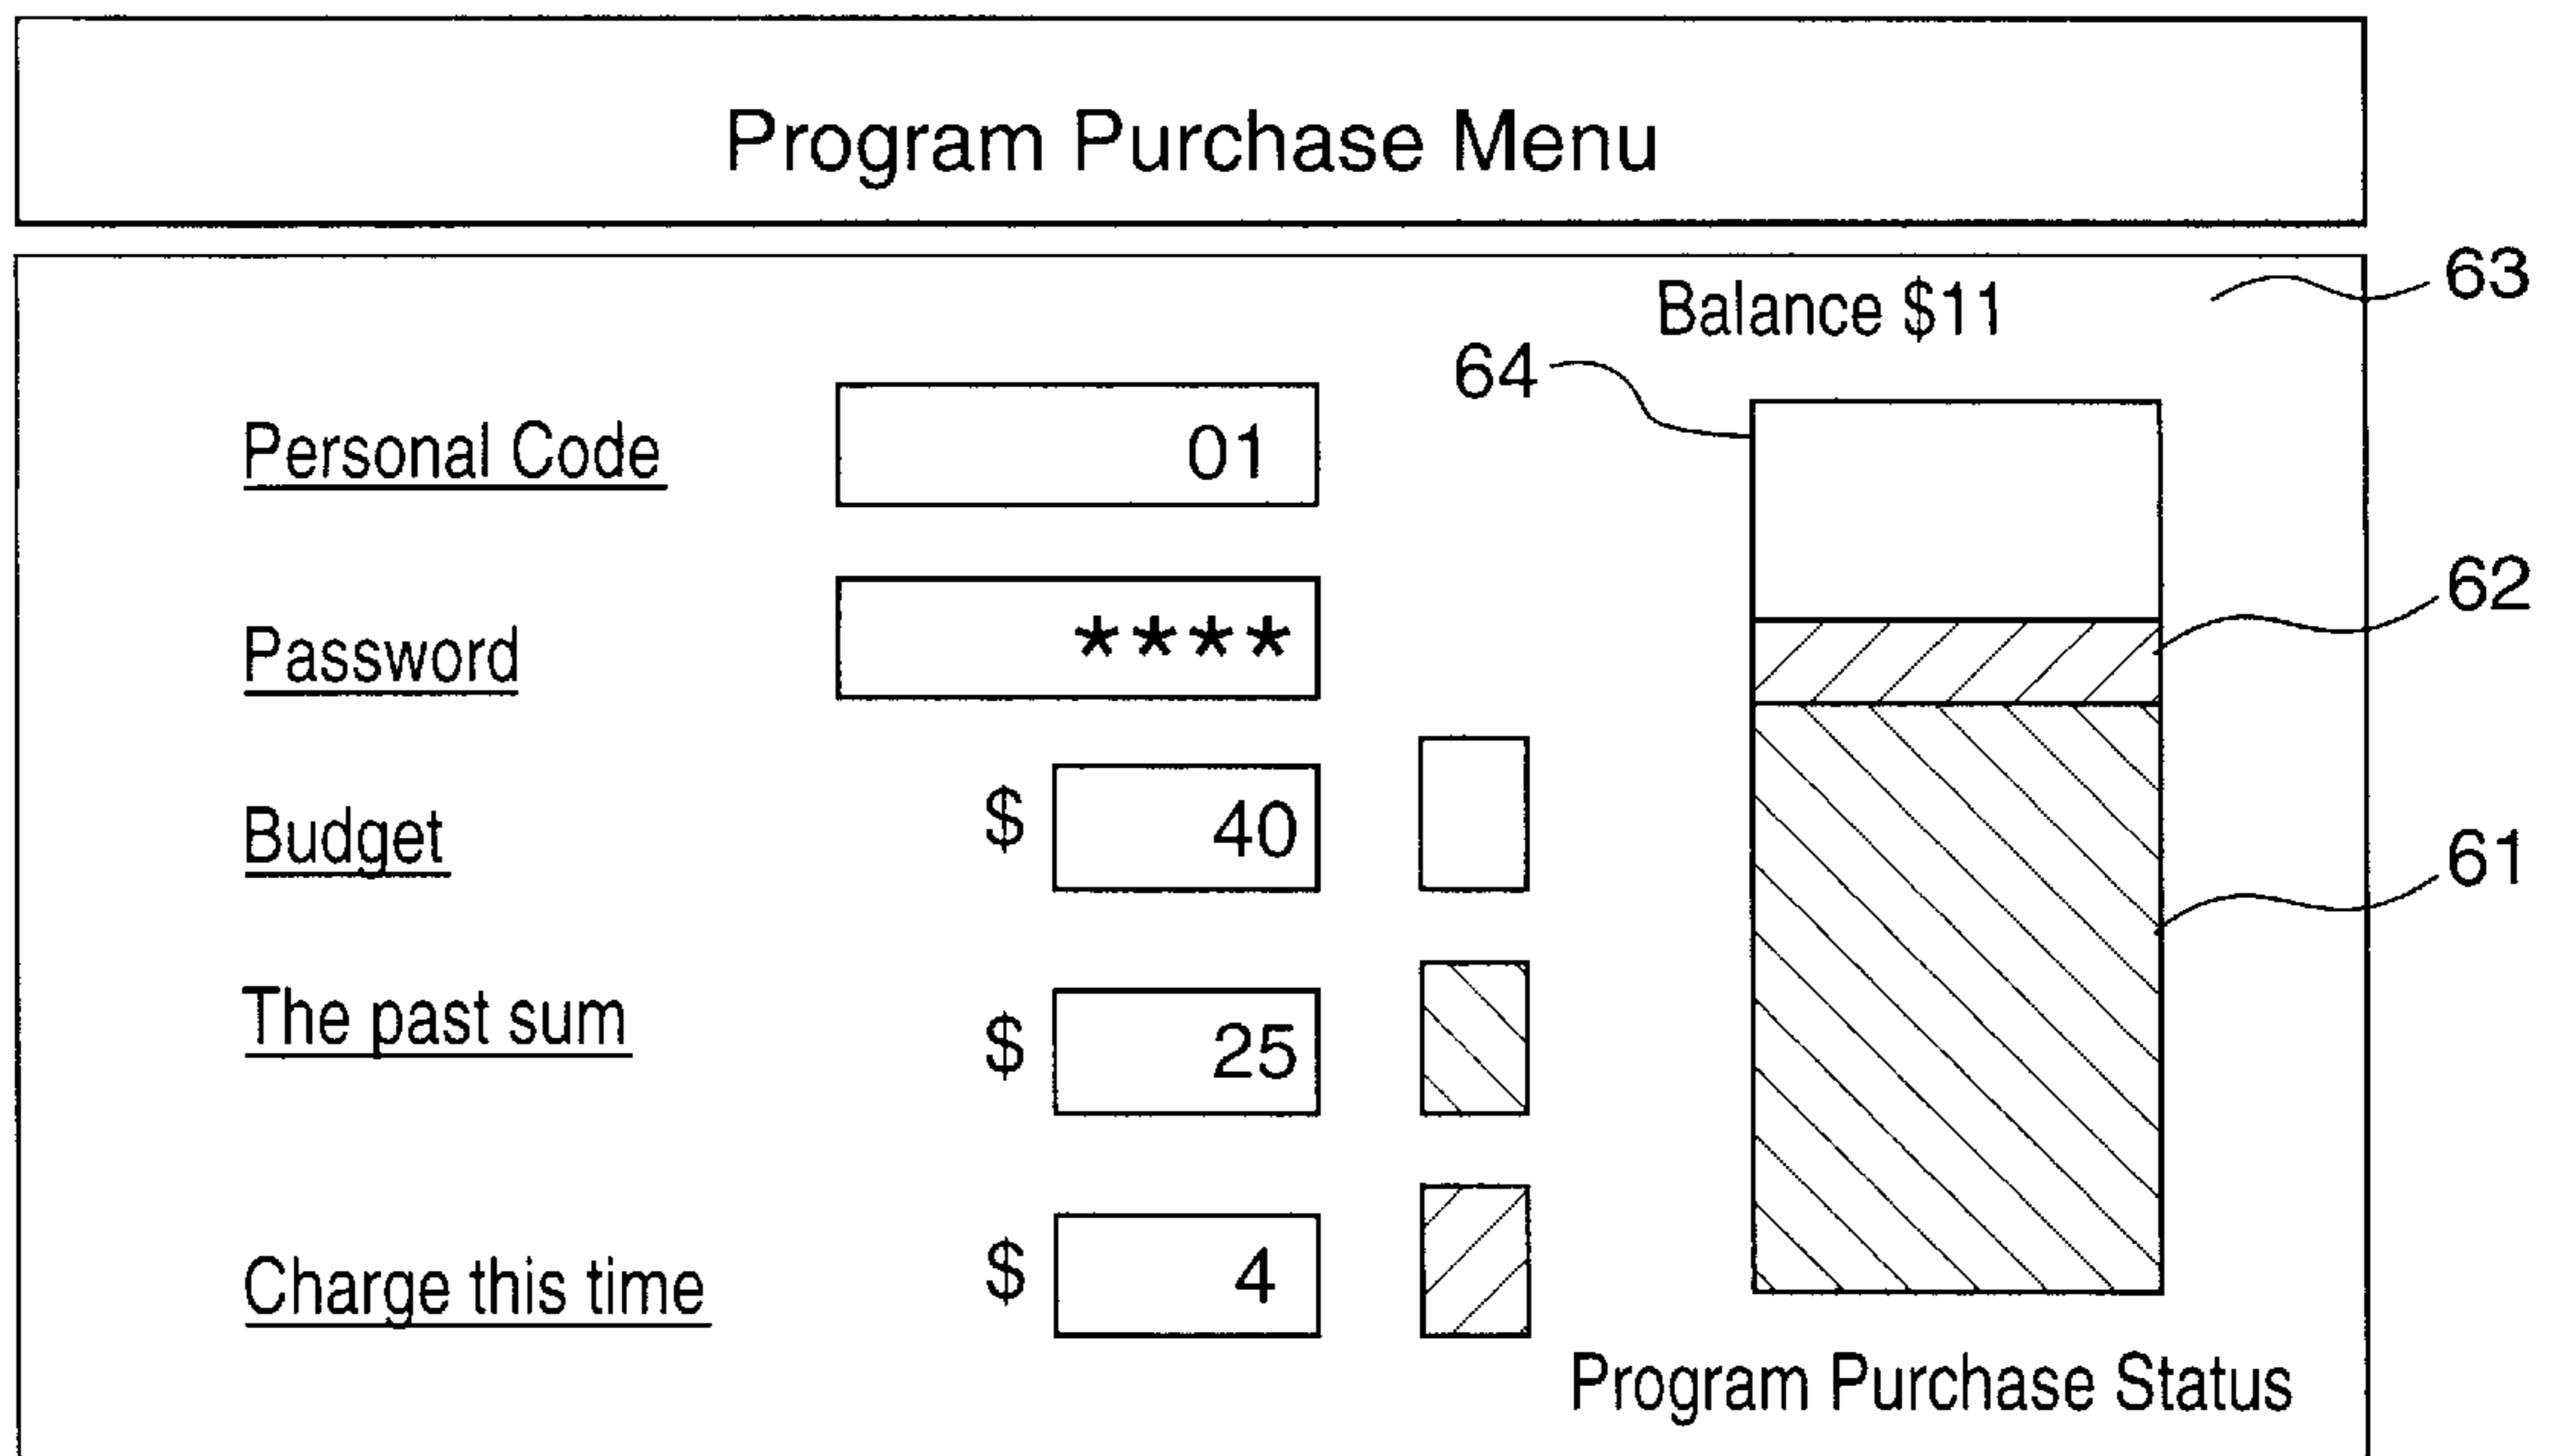 Program Purchase Menu
Balance $11
63
64
Personal Code 01
62
Password ****
Budget $ 40
61
The past sum $ 25
Charge this time $ 4
Program Purchase Status